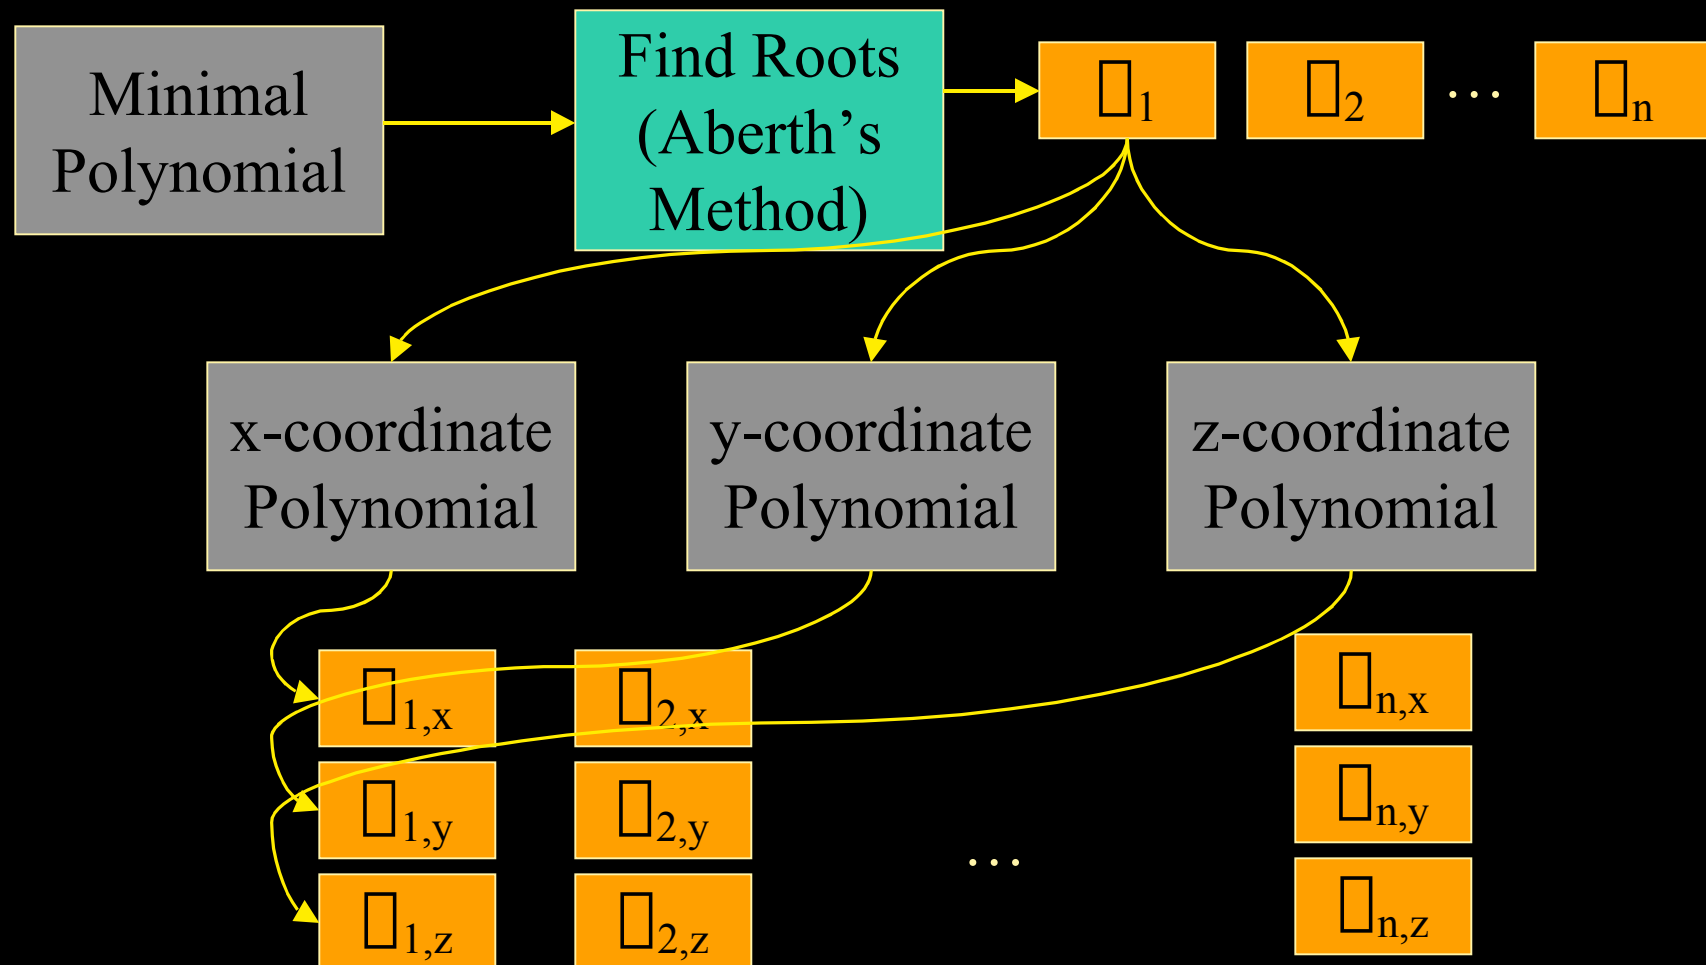 Minimal
Polynomial
Find Roots
(Aberth’s
Method)
▯₁ ▯₂ … ▯ₙ
x-coordinate
Polynomial
y-coordinate
Polynomial
z-coordinate
Polynomial
▯1,x ▯2,x ▯n,x
▯1,y ▯2,y … ▯n,y
▯1,z ▯2,z ▯n,z